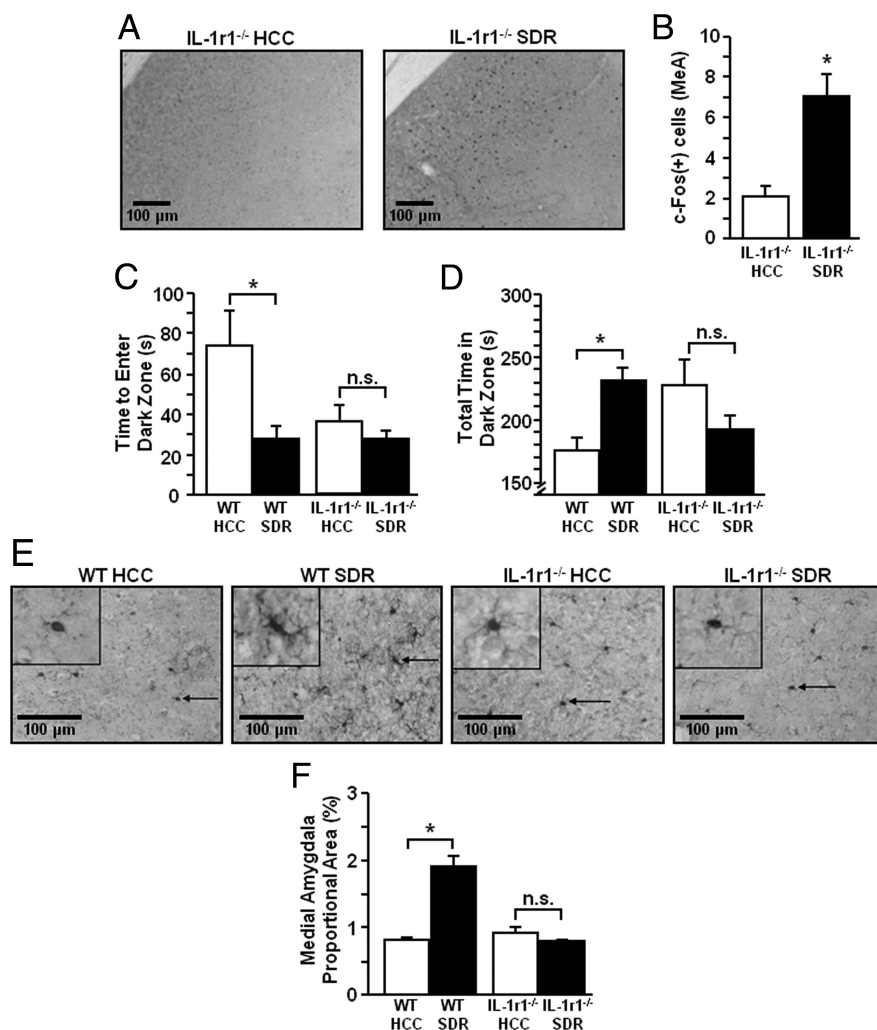 A
IL-1r1-/- HCC
IL-1r1-/- SDR
100 µm
100 µm
B
c-Fos(+) cells (MeA)
10
8
6
4
2
0
*
IL-1r1-/- HCC
IL-1r1-/- SDR
C
Time to Enter
Dark Zone (s)
100
80
60
40
20
0
*
n.s.
WT HCC
WT SDR
IL-1r1-/- HCC
IL-1r1-/- SDR
D
Total Time in
Dark Zone (s)
300
250
200
150
*
n.s.
WT HCC
WT SDR
IL-1r1-/- HCC
IL-1r1-/- SDR
E
WT HCC
WT SDR
IL-1r1-/- HCC
IL-1r1-/- SDR
100 µm
100 µm
100 µm
100 µm
F
Medial Amygdala
Proportional Area (%)
3
2
1
0
*
n.s.
WT HCC
WT SDR
IL-1r1-/- HCC
IL-1r1-/- SDR